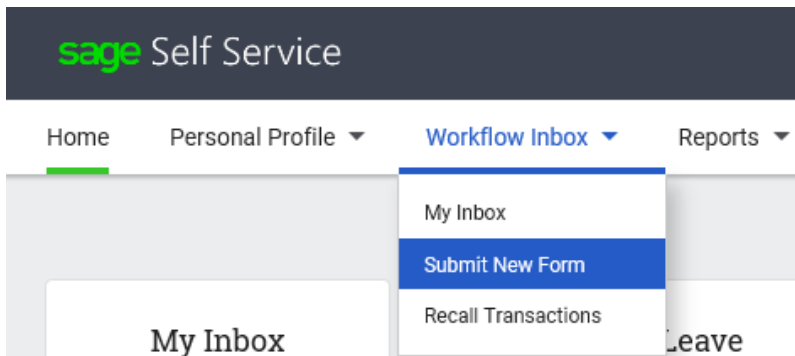 sage Self Service
Home Personal Profile Workflow Inbox Reports
My Inbox
Submit New Form
Recall Transactions
My Inbox Leave